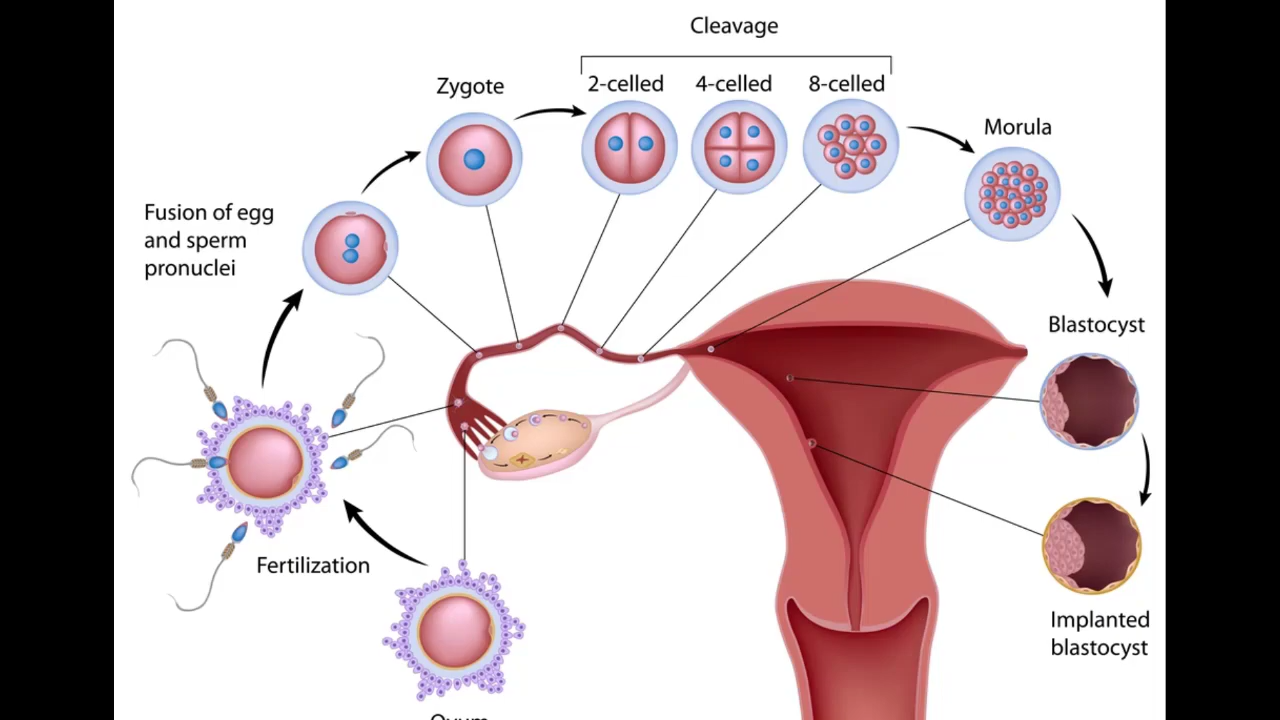 Cleavage
Zygote
2-celled
4-celled
8-celled
Morula
Fusion of egg
and sperm
pronuclei
Blastocyst
Fertilization
Implanted
blastocyst
Ovum